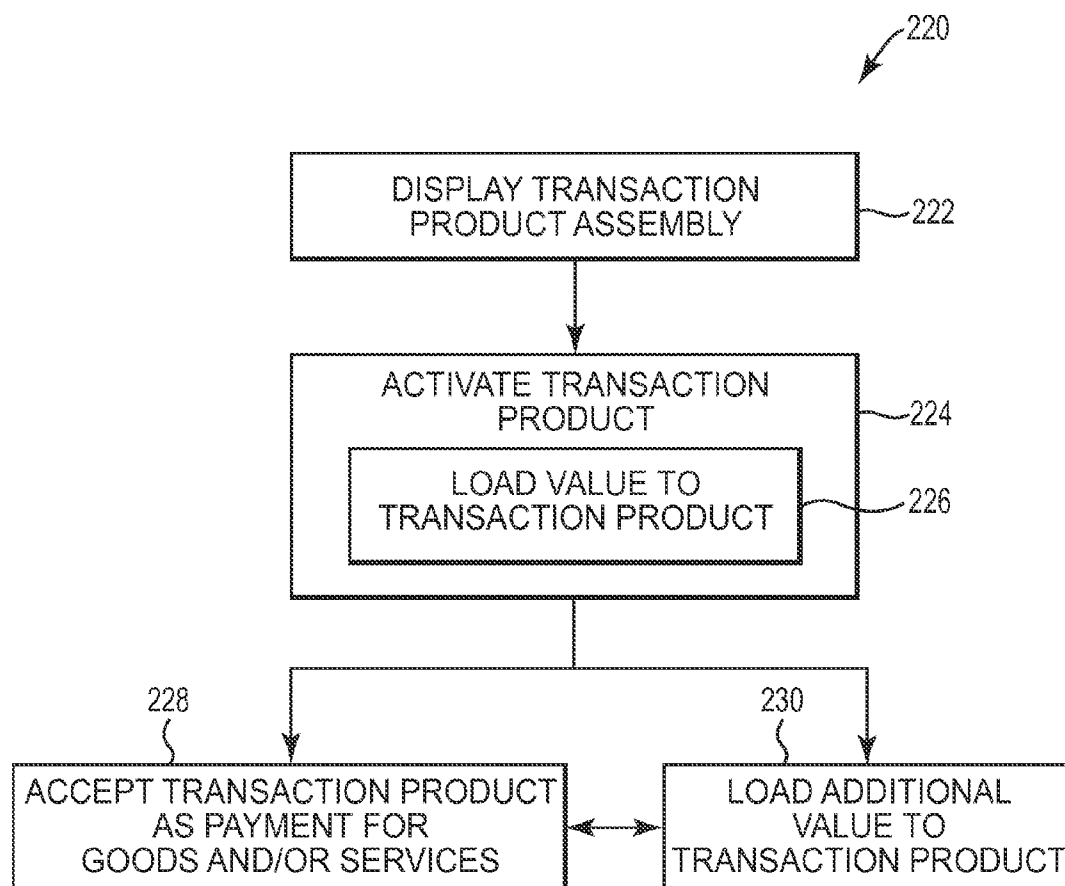 220
DISPLAY TRANSACTION
PRODUCT ASSEMBLY
222
ACTIVATE TRANSACTION
PRODUCT
224
LOAD VALUE TO
TRANSACTION PRODUCT
226
228
230
ACCEPT TRANSACTION PRODUCT
AS PAYMENT FOR
GOODS AND/OR SERVICES
LOAD ADDITIONAL
VALUE TO
TRANSACTION PRODUCT